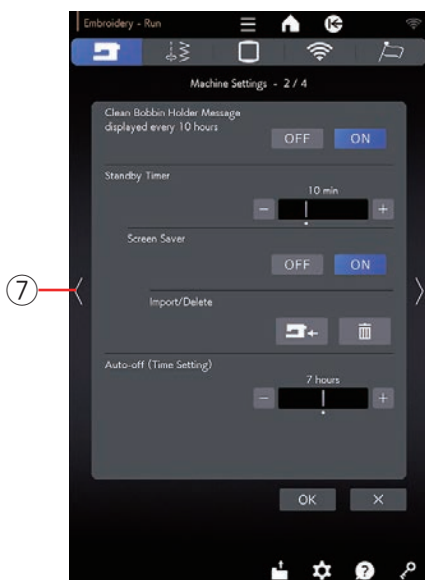 Embroidery - Run
Machine Settings - 2 / 4
Clean Bobbin Holder Message
displayed every 10 hours
OFF ON
Standby Timer
10 min
− +
Screen Saver
OFF ON
Import/Delete
Auto-off (Time Setting)
7 hours
− +
OK ×
⑦